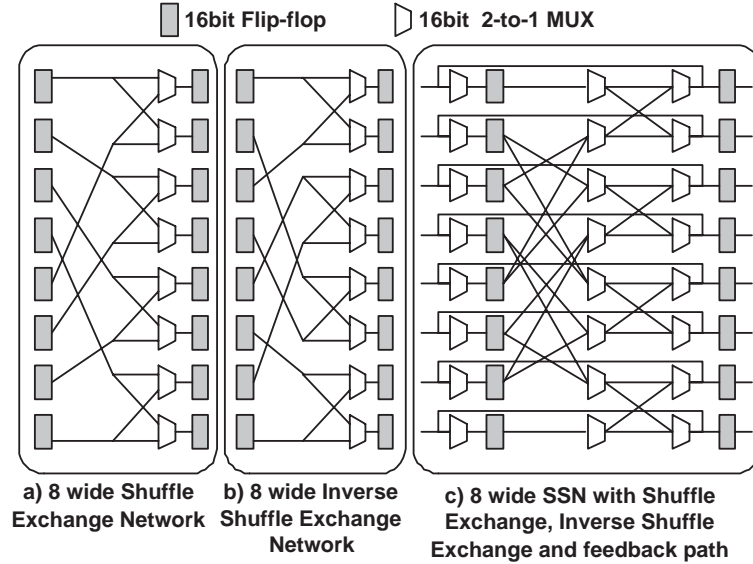 16bit Flip-flop
16bit 2-to-1 MUX
a) 8 wide Shuffle
Exchange Network
b) 8 wide Inverse
Shuffle Exchange
Network
c) 8 wide SSN with Shuffle
Exchange, Inverse Shuffle
Exchange and feedback path